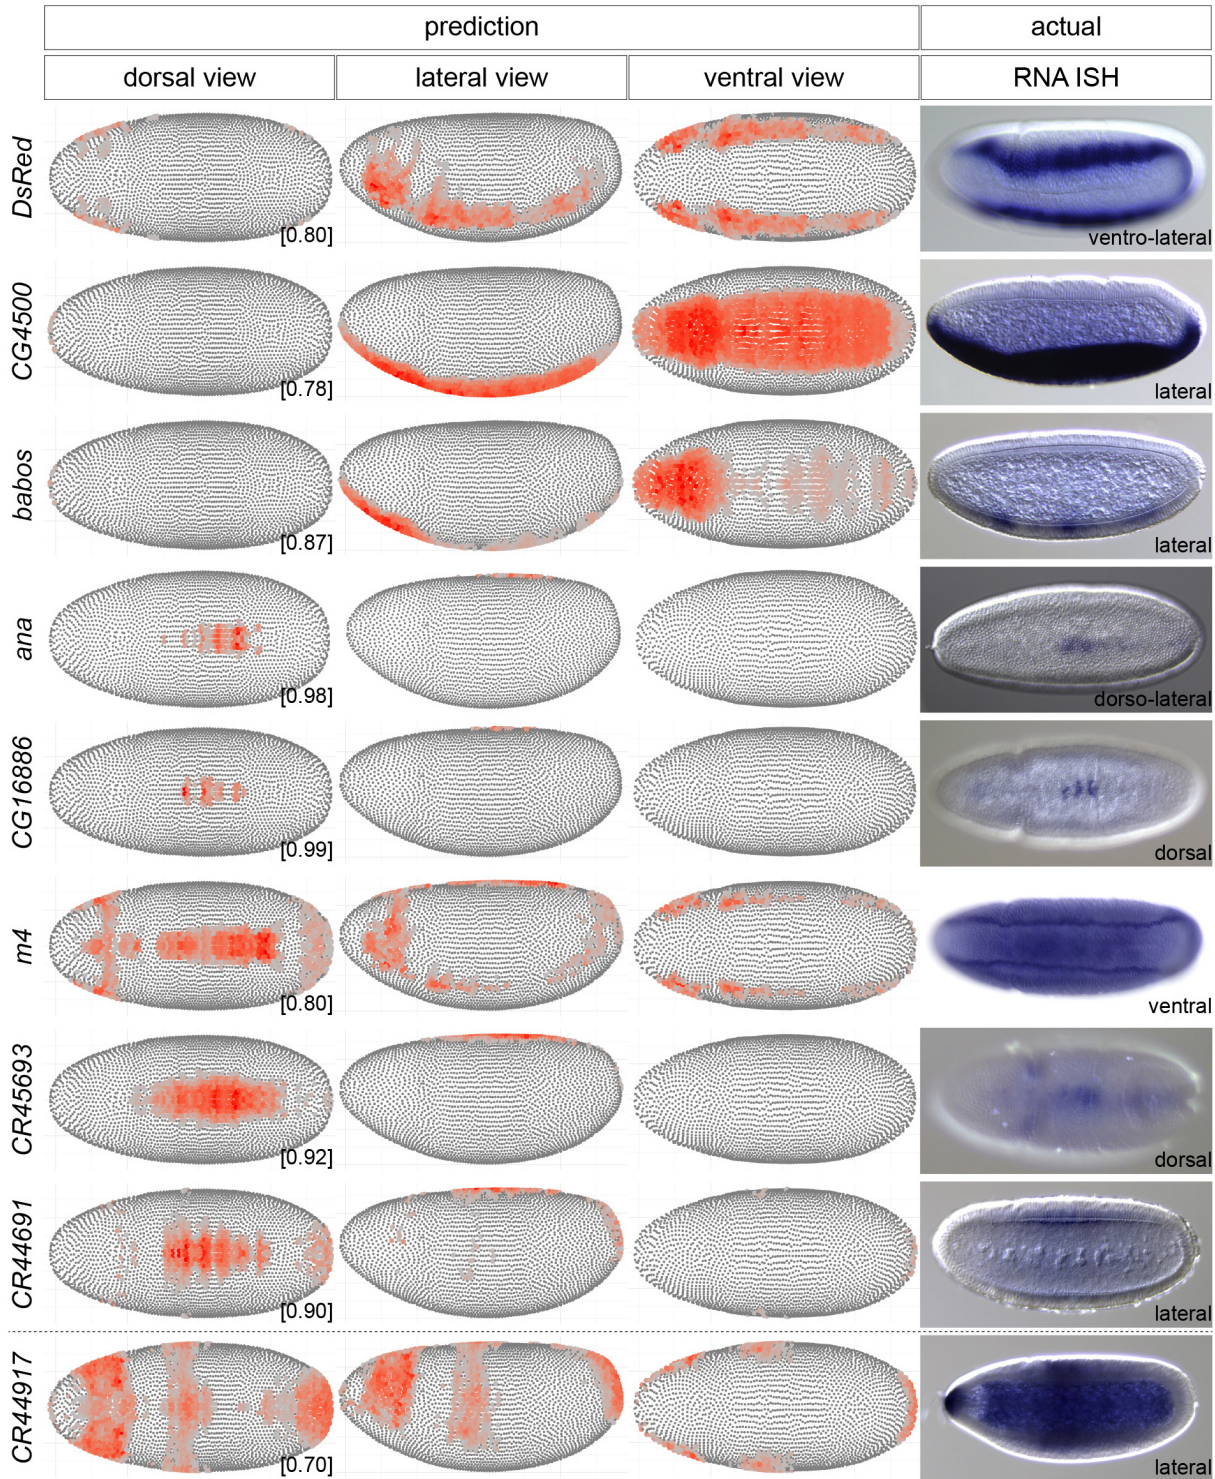 prediction
actual
dorsal view
lateral view
ventral view
RNA ISH
DsRed
[0.80]
ventro-lateral
CG4500
[0.78]
lateral
babos
[0.87]
lateral
ana
[0.98]
dorso-lateral
CG16886
[0.99]
dorsal
m4
[0.80]
ventral
CR45693
[0.92]
dorsal
CR44691
[0.90]
lateral
CR44917
[0.70]
lateral